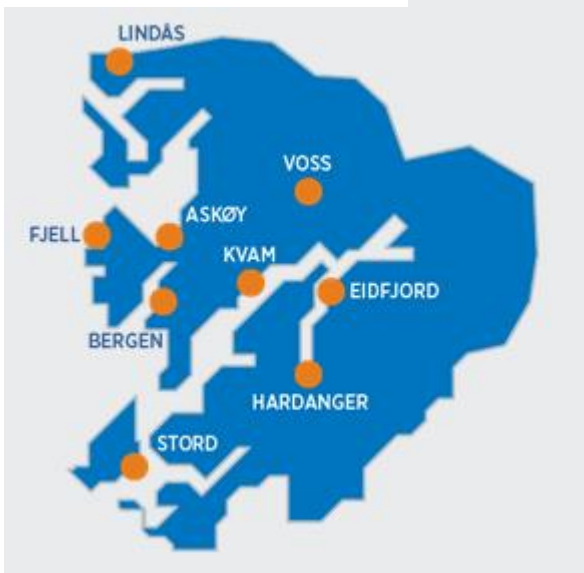 LINDÅS
VOSS
ASKØY
FJELL
KVAM
EIDFJORD
BERGEN
HARDANGER
STORD